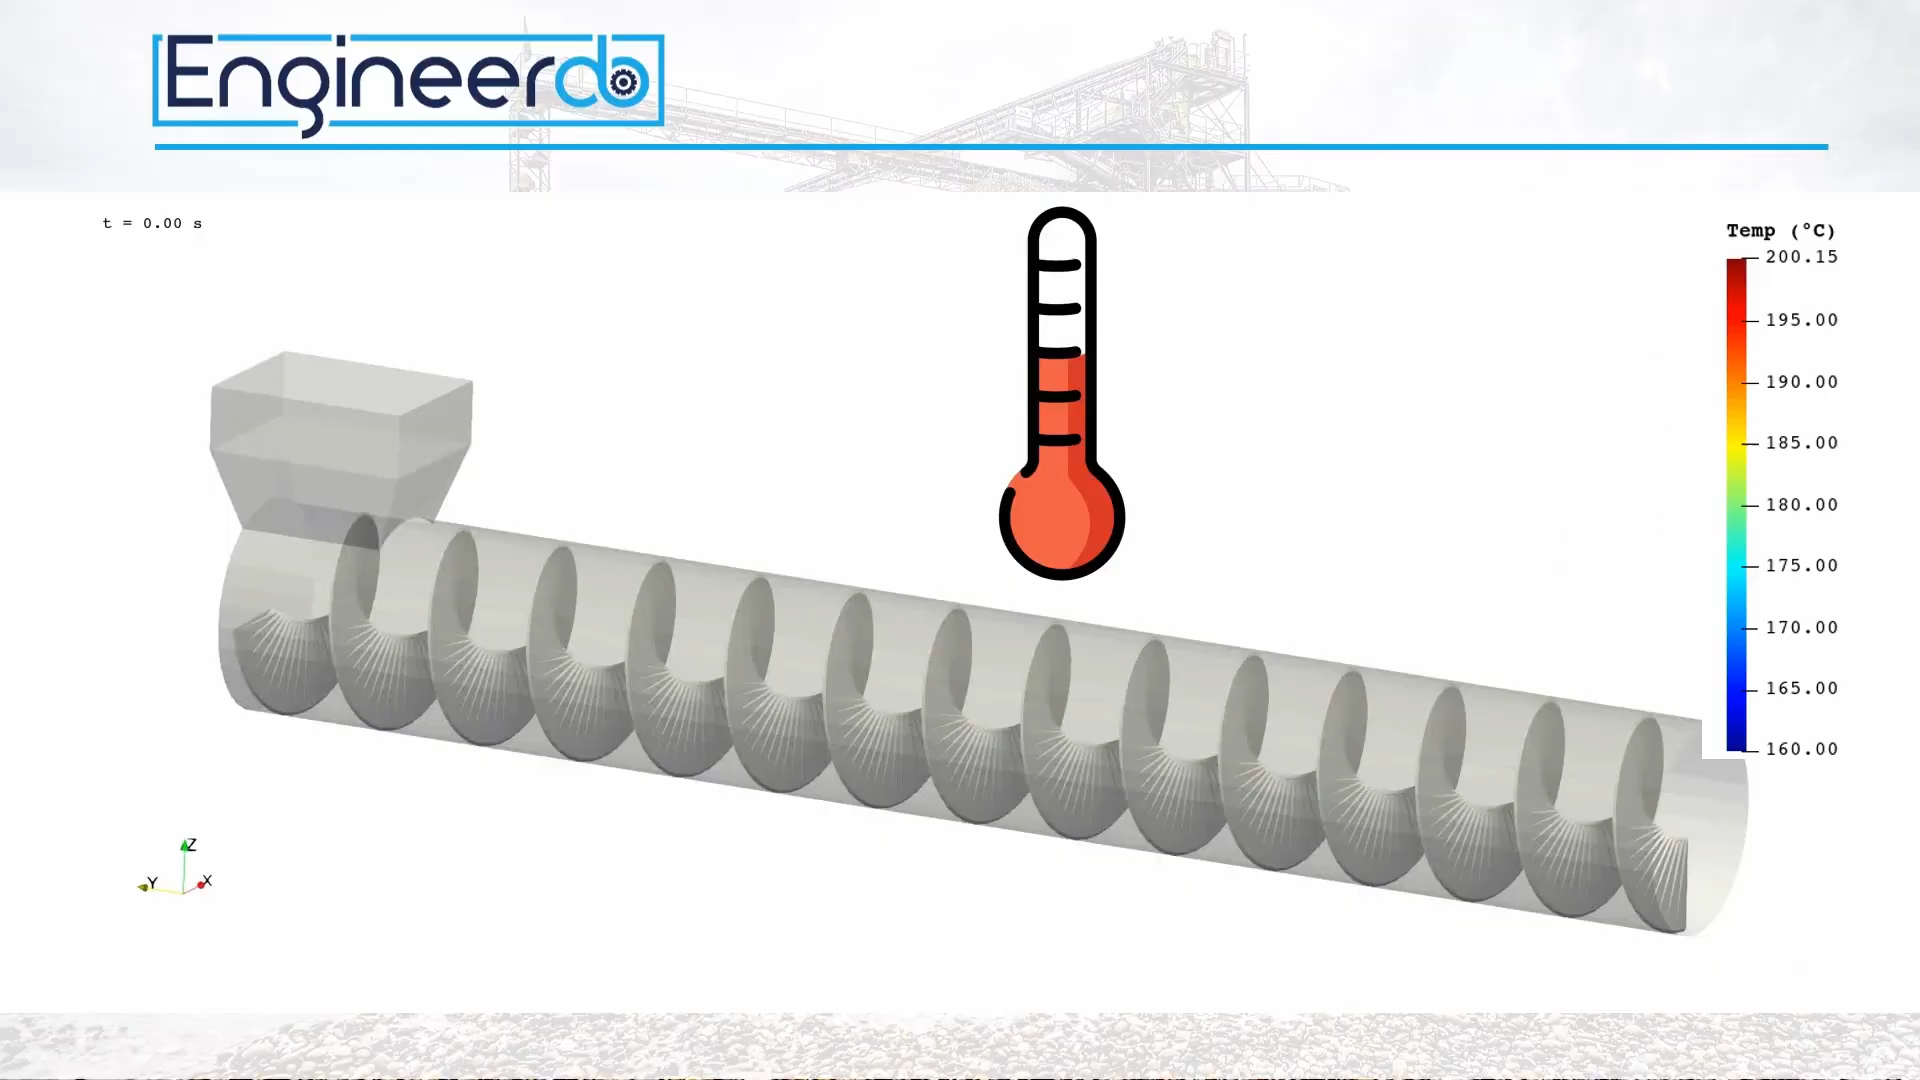 Engineerdo
t = 0.00 s
Temp (°C)
200.15
195.00
190.00
185.00
180.00
175.00
170.00
165.00
160.00
Z
Y
X